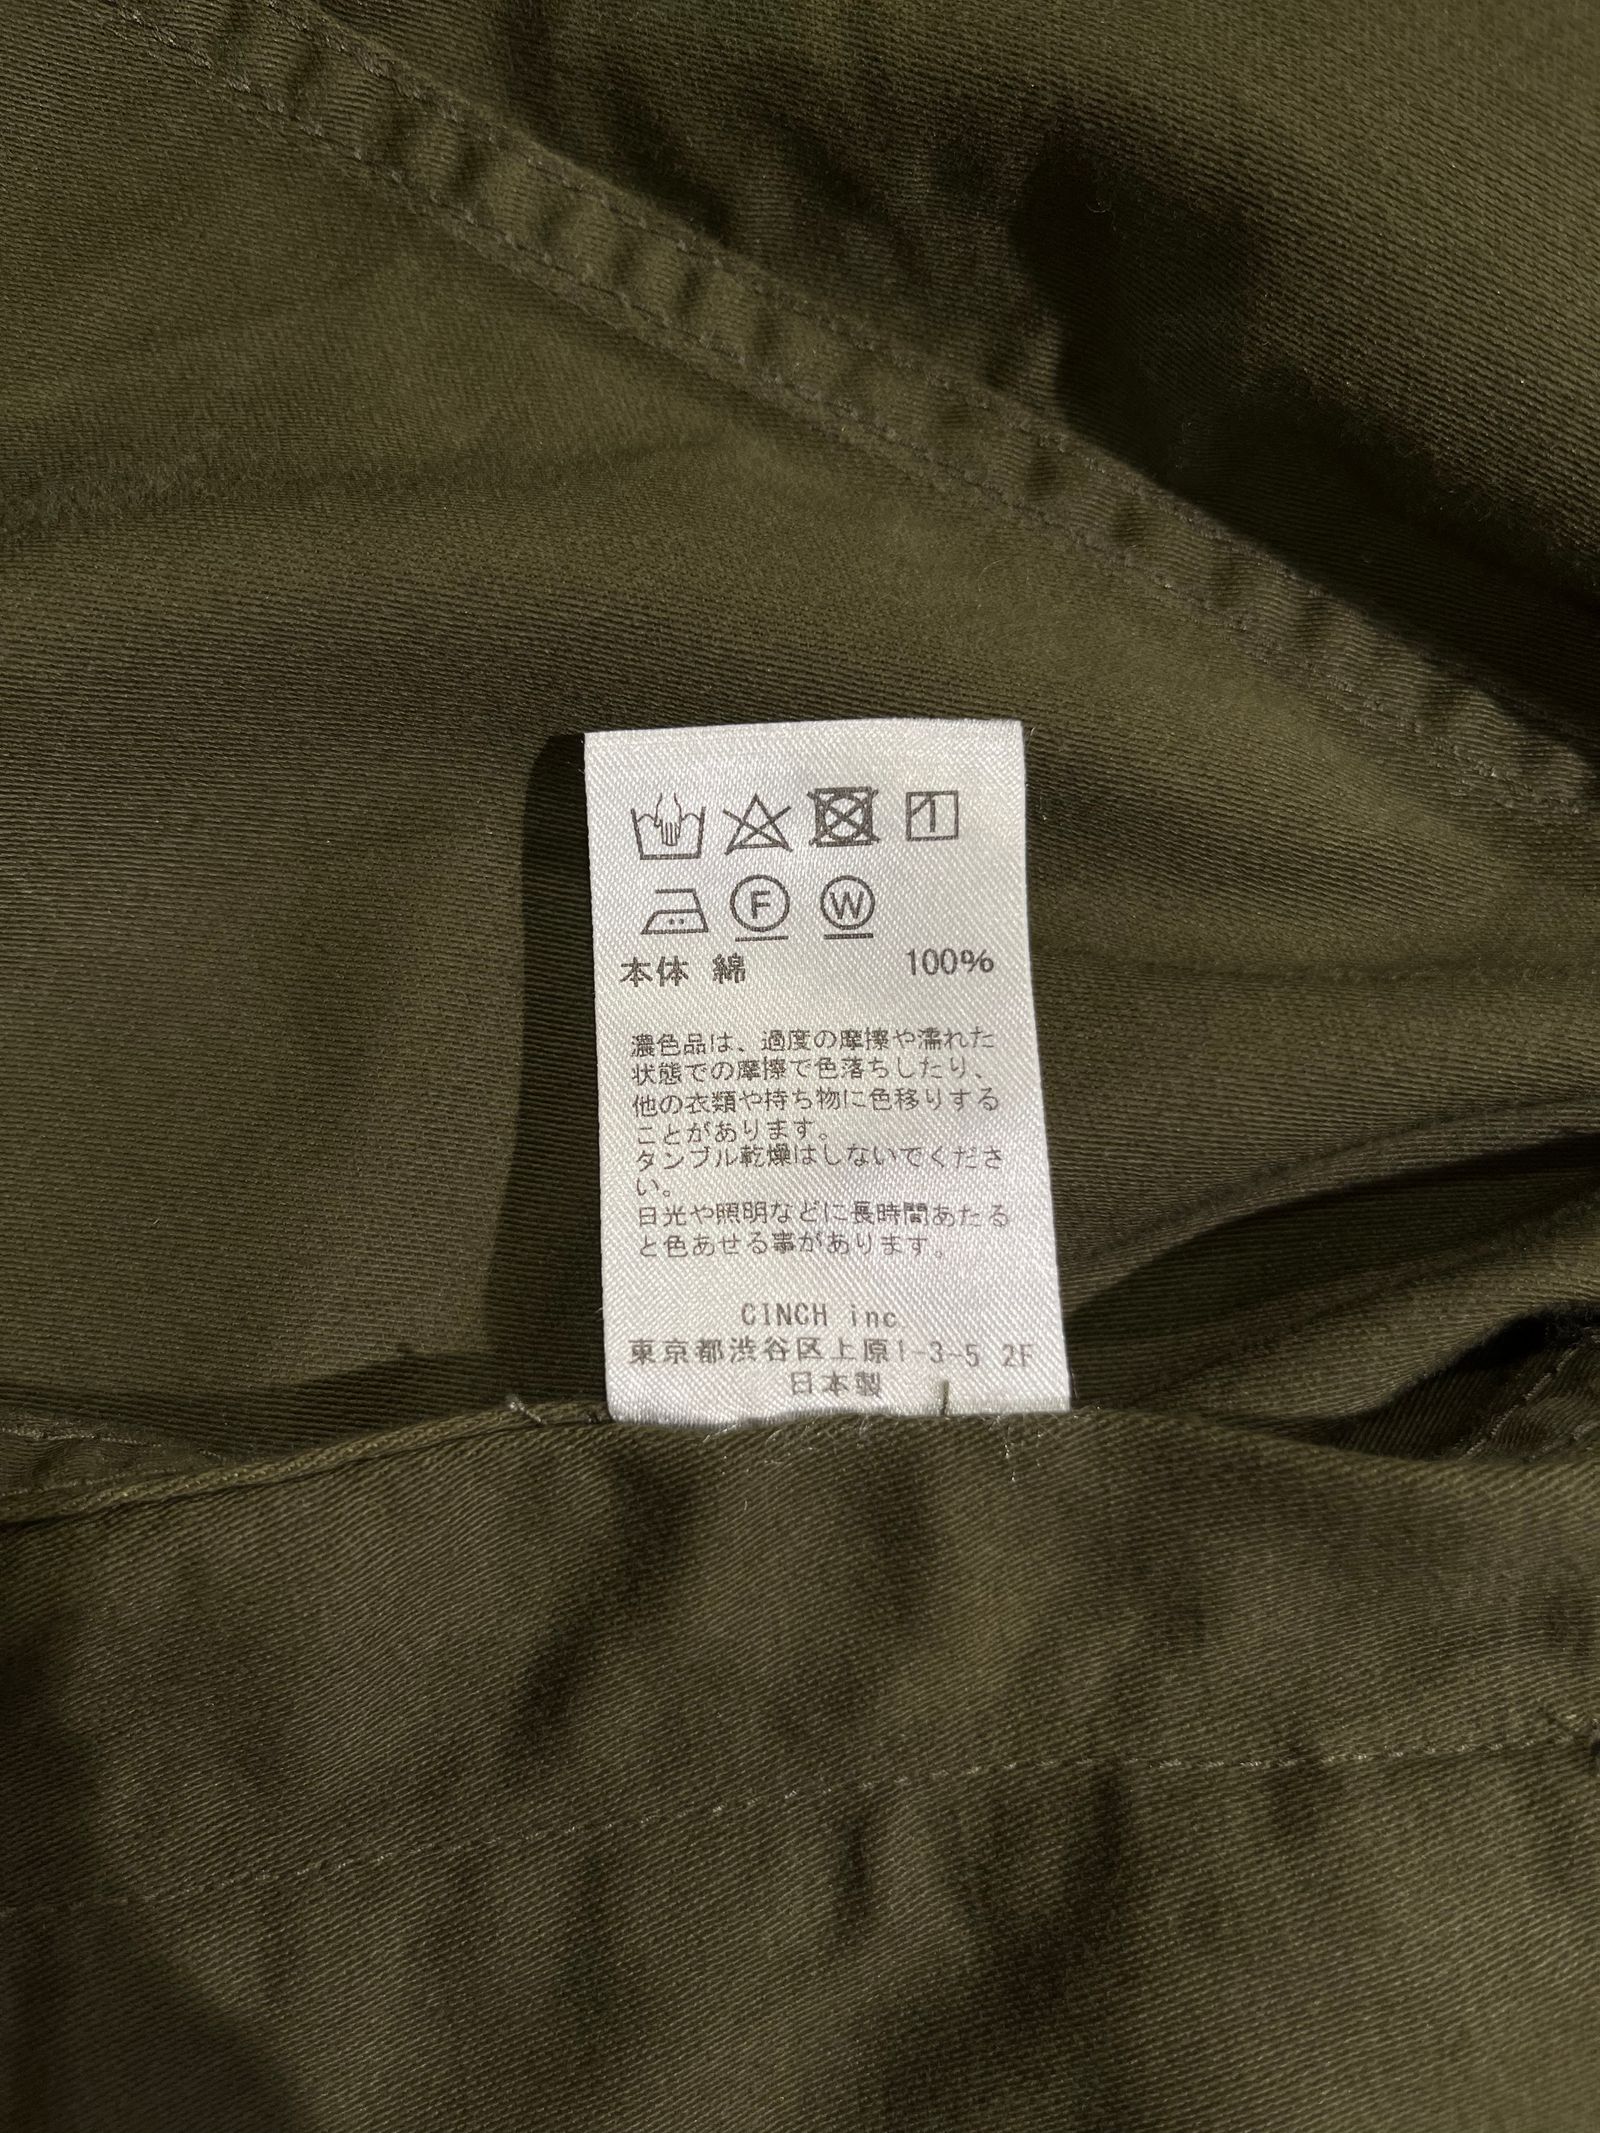 F W
本体 綿 100%
濃色品は、過度の摩擦や濡れた
状態での摩擦で色落ちしたり、
他の衣類や持ち物に色移りする
ことがあります。
タンブル乾燥はしないでくださ
い。
日光や照明などに長時間あたる
と色あせる事があります。
CINCH inc.
東京都渋谷区上原1-3-5 2F
日本製